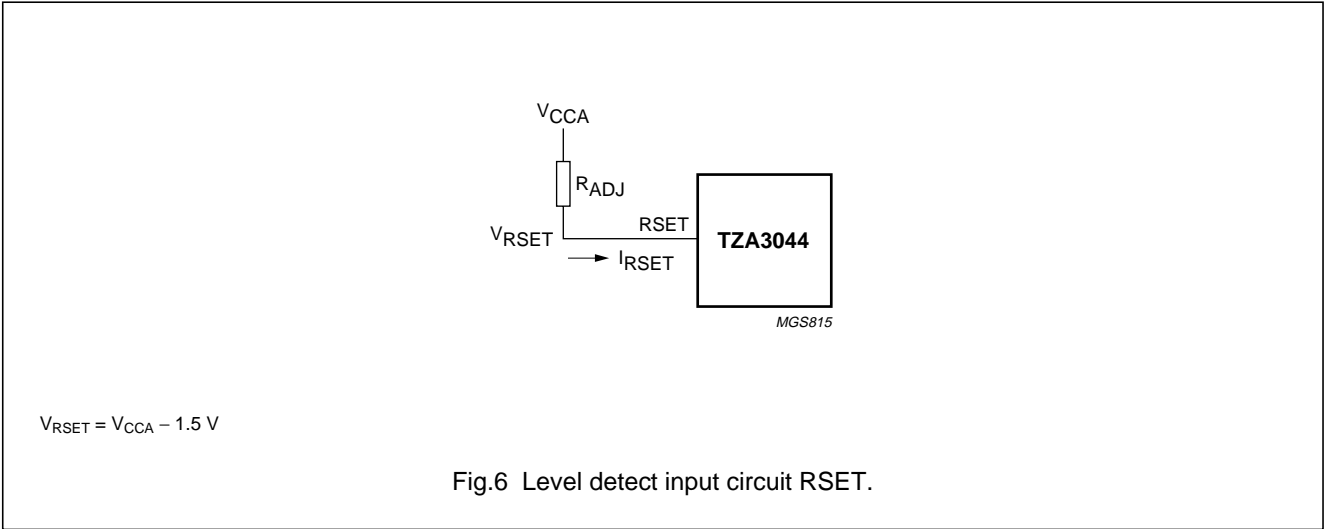 VCCA
RADJ
VRSET
RSET
IRSET
TZA3044
MGS815
VRSET = VCCA − 1.5 V
Fig.6 Level detect input circuit RSET.